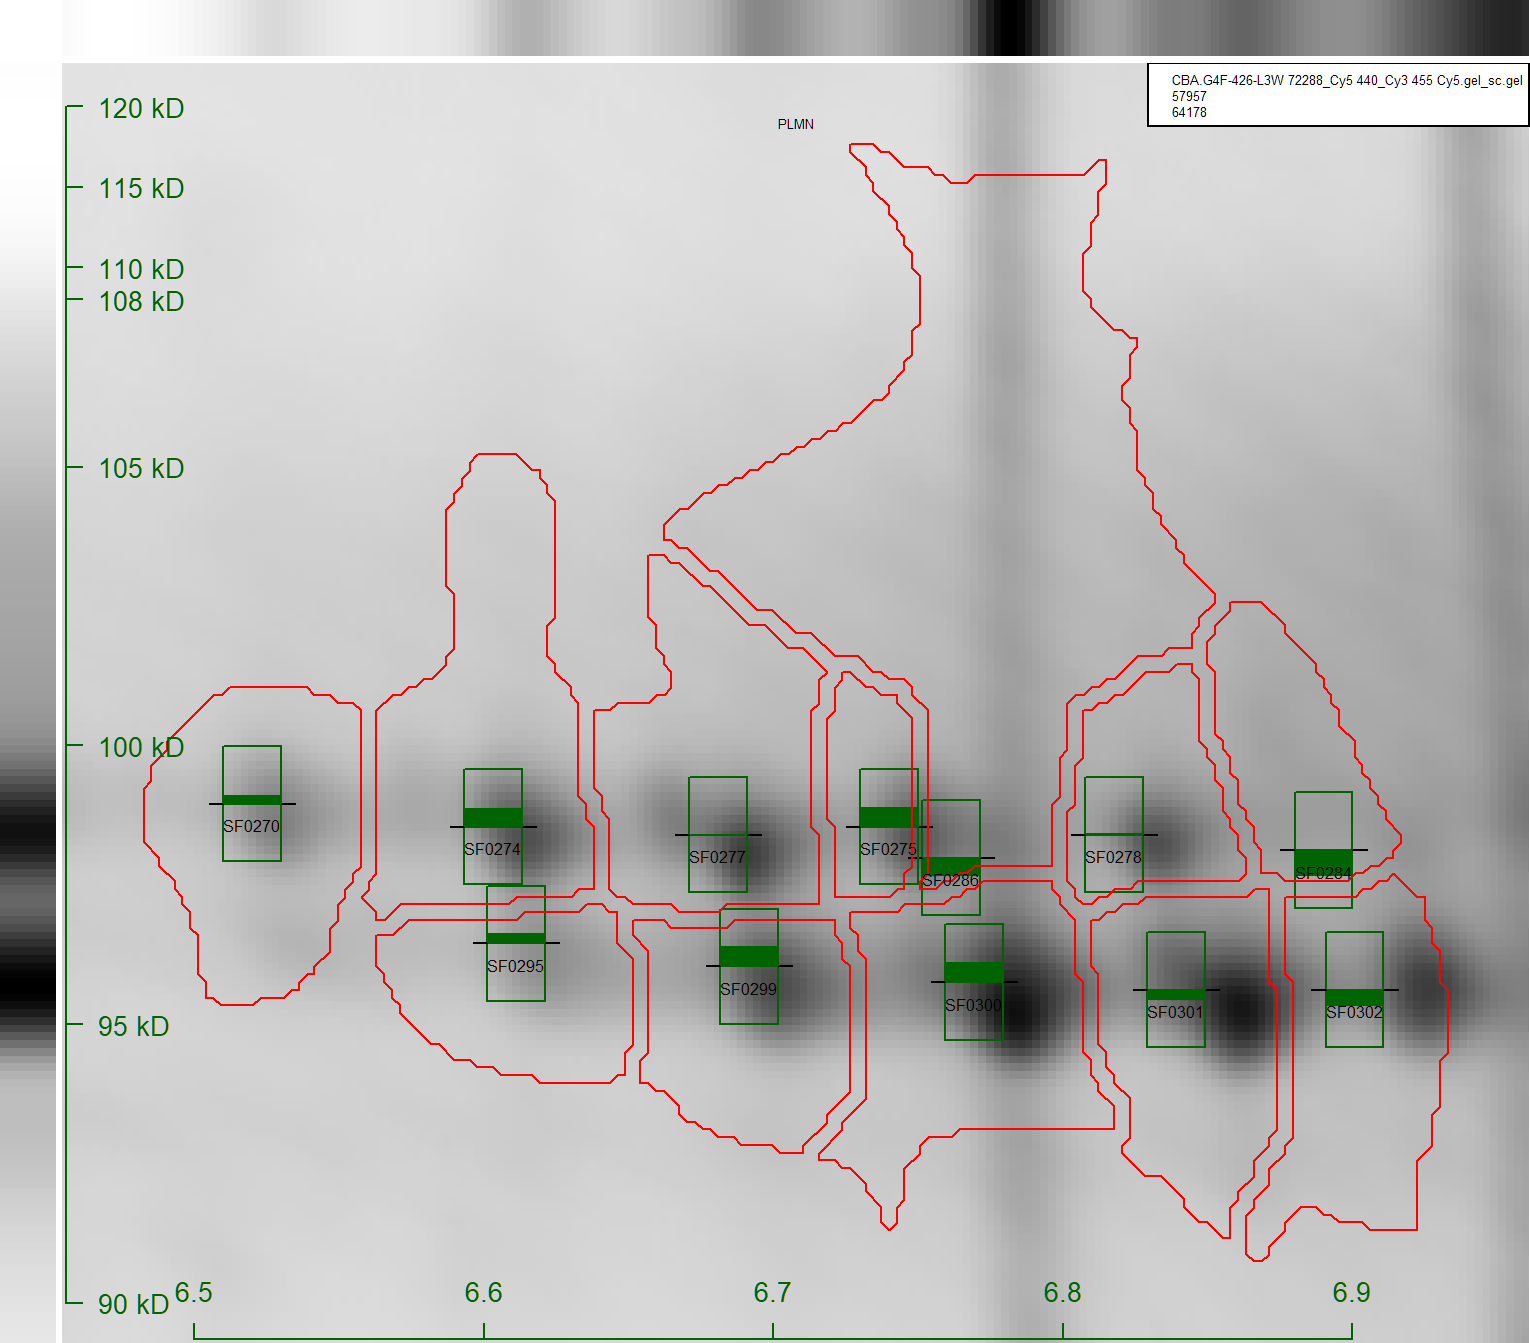 CBA.G4F-426-L3W 72288_Cy5 440_Cy3 455 Cy5.gel_sc.gel
57957
64178
120 kD
PLMN
115 kD
110 kD
108 kD
105 kD
100 kD
SF0270
SF0274
SF0277
SF0275
SF0278
SF0286
SF0284
SF0295
SF0299
SF0300
SF0301
SF0302
95 kD
90 kD
6.5
6.6
6.7
6.8
6.9